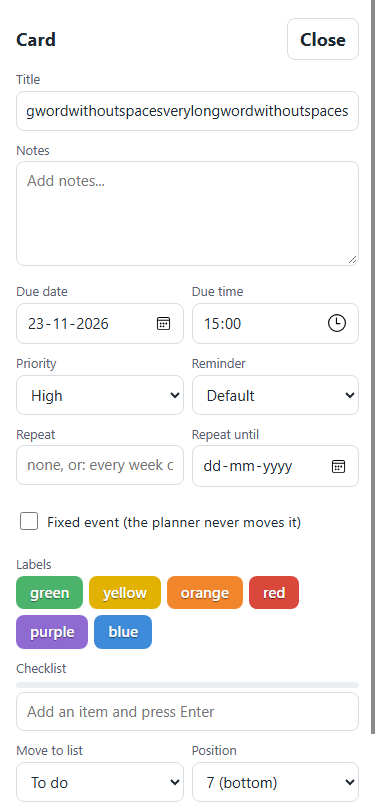 Card
Close
Title
gwordwithoutspacesverylongwordwithoutspaces
Notes
Add notes...
Due date Due time
23-11-2026 15:00
Priority Reminder
High Default
Repeat Repeat until
none, or: every week c dd-mm-yyyy
Fixed event (the planner never moves it)
Labels
green yellow orange red
purple blue
Checklist
Add an item and press Enter
Move to list Position
To do 7 (bottom)